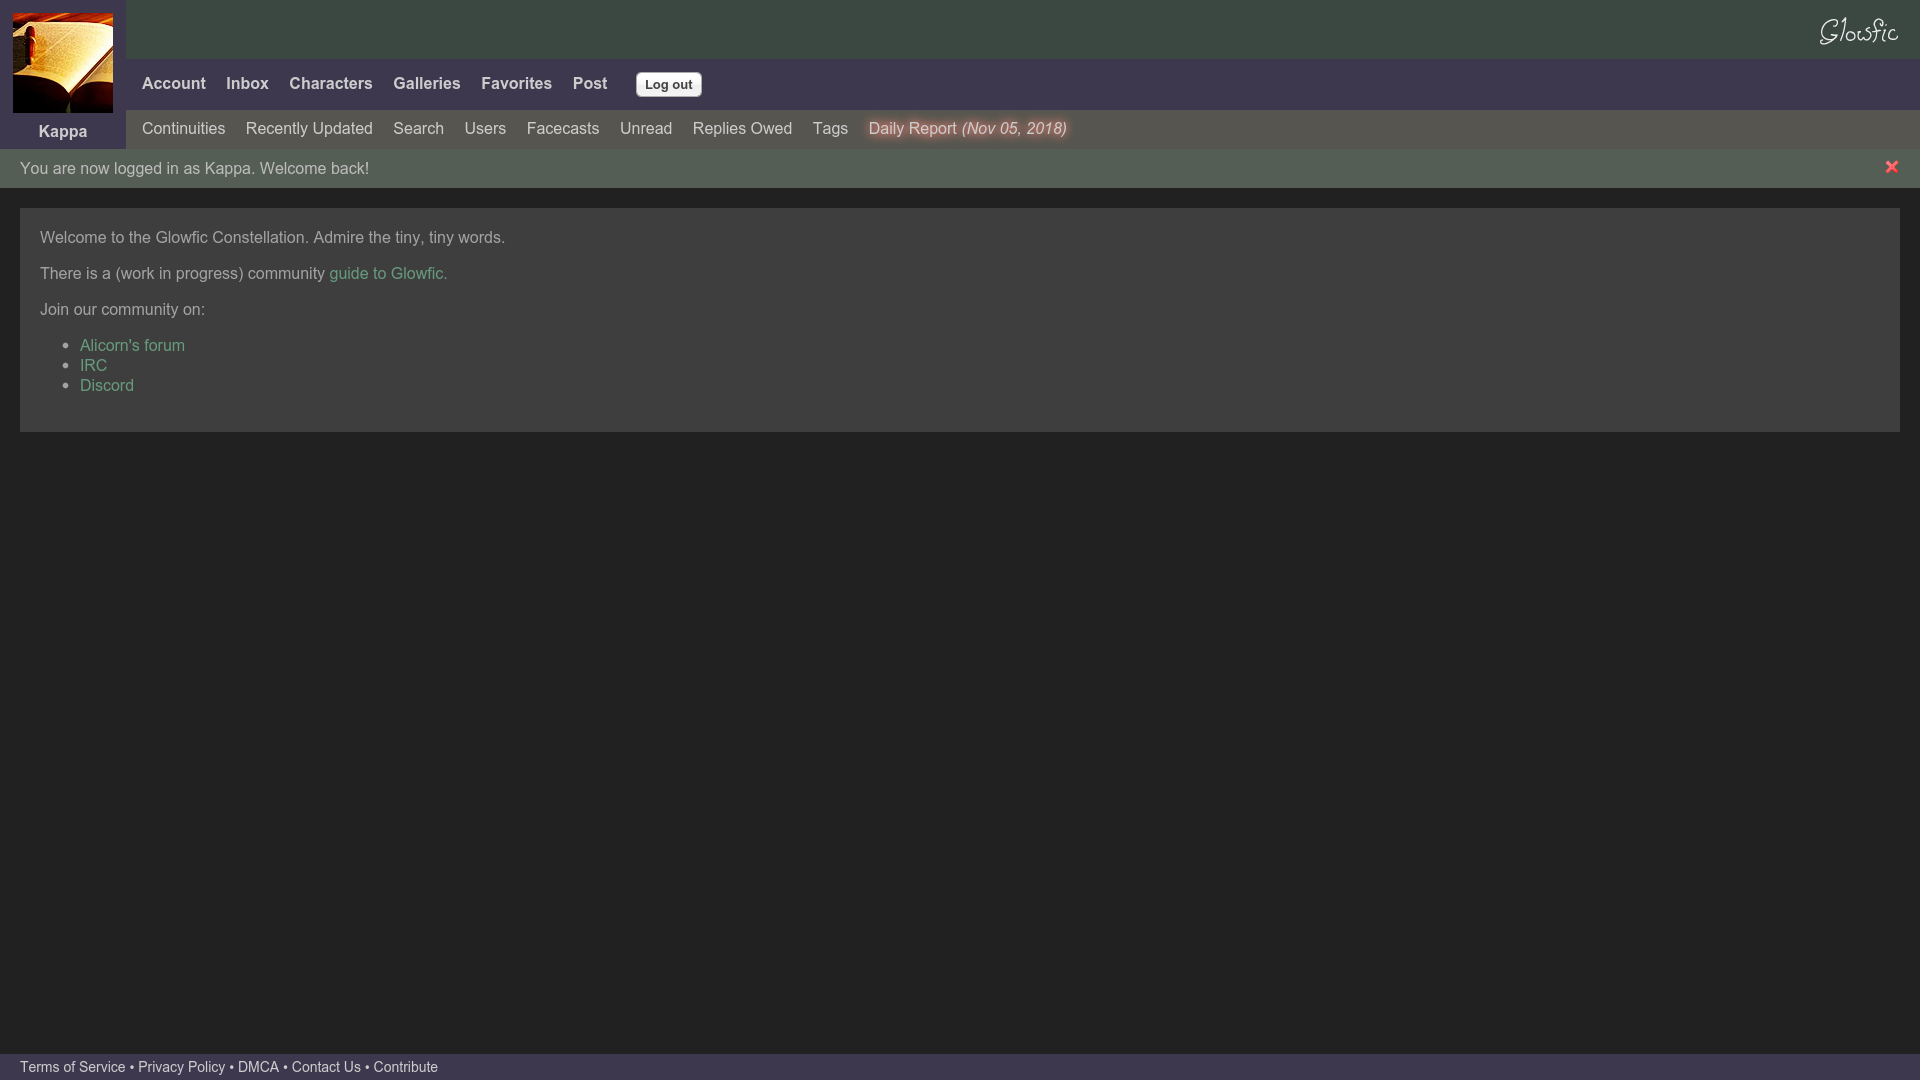 Glowfic
Account Inbox Characters Galleries Favorites Post Log out
Kappa
Continuities Recently Updated Search Users Facecasts Unread Replies Owed Tags Daily Report (Nov 05, 2018)
You are now logged in as Kappa. Welcome back!
Welcome to the Glowfic Constellation. Admire the tiny, tiny words.
There is a (work in progress) community guide to Glowfic.
Join our community on:
• Alicorn's forum
• IRC
• Discord
Terms of Service • Privacy Policy • DMCA • Contact Us • Contribute